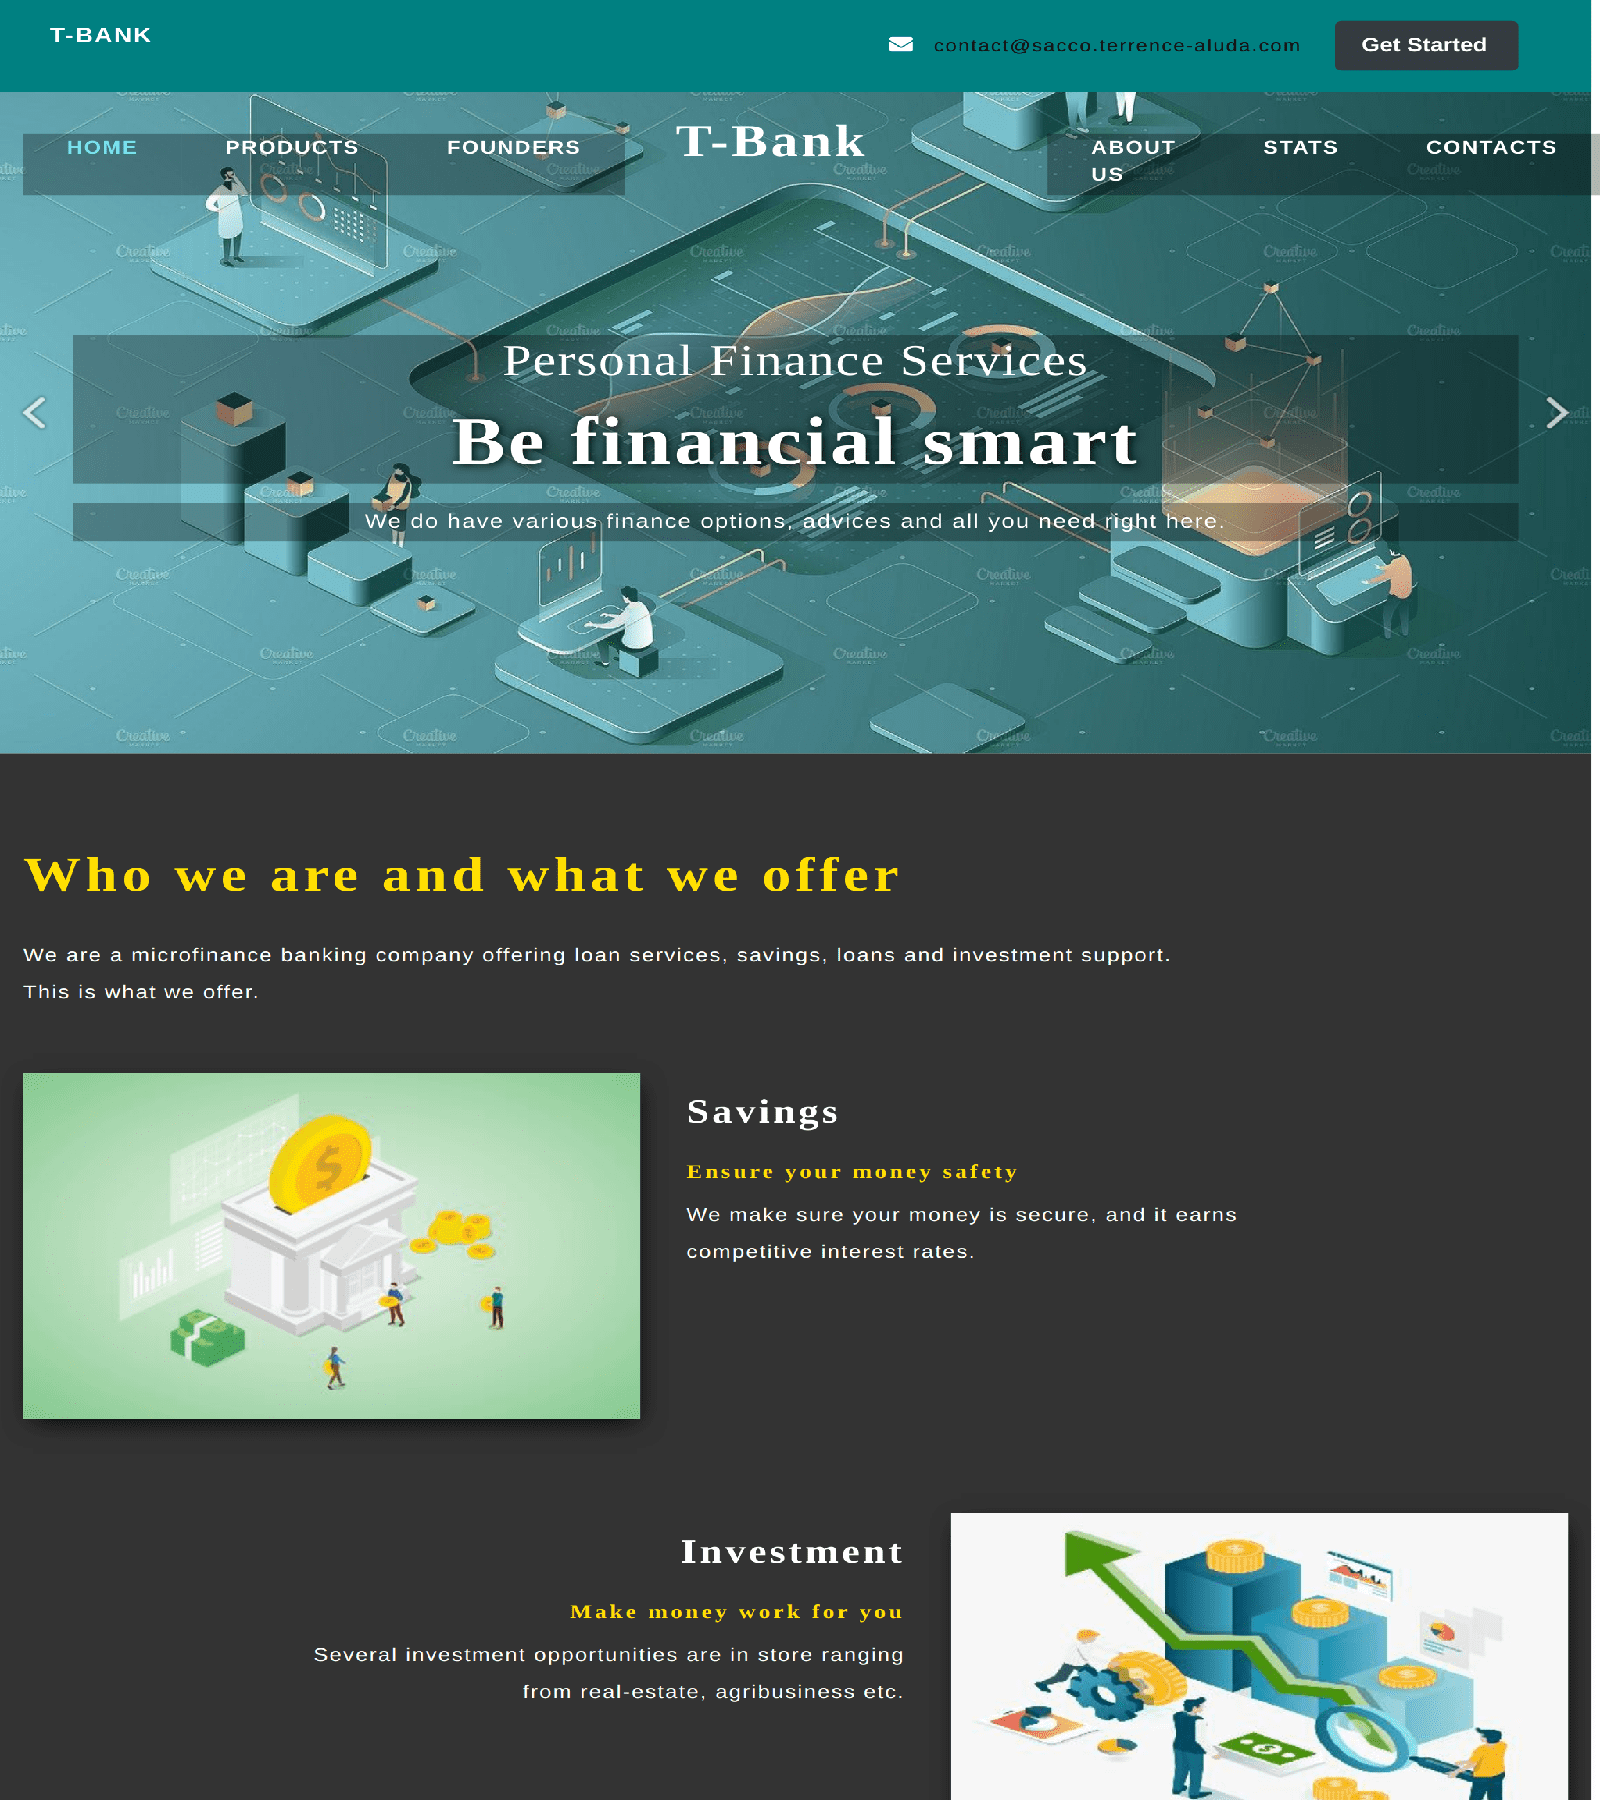 T-BANK
contact@sacco.terrence-aluda.com
Get Started
HOME
PRODUCTS
FOUNDERS
T-Bank
ABOUT
US
STATS
CONTACTS
Personal Finance Services
Be financial smart
We do have various finance options, advices and all you need right here.
Who we are and what we offer
We are a microfinance banking company offering loan services, savings, loans and investment support.
This is what we offer.
Savings
Ensure your money safety
We make sure your money is secure, and it earns
competitive interest rates.
Investment
Make money work for you
Several investment opportunities are in store ranging
from real-estate, agribusiness etc.
Creative
MARKET